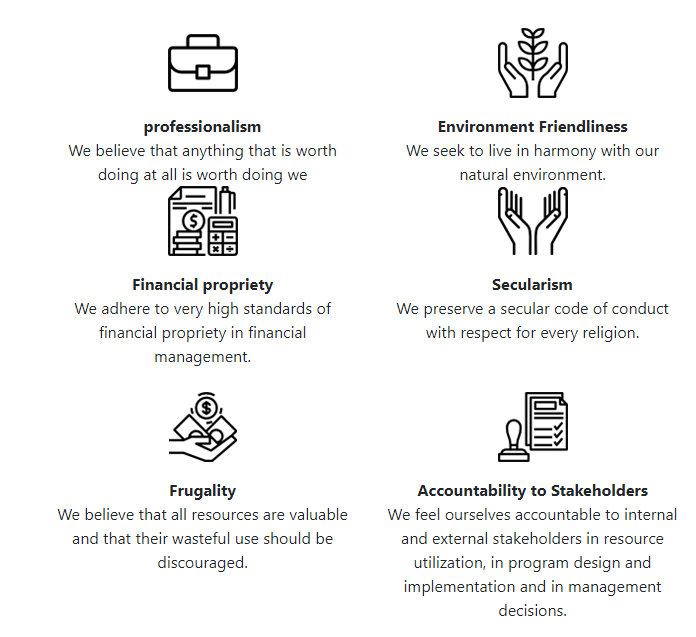 professionalism
We believe that anything that is worth
doing at all is worth doing we
Environment Friendliness
We seek to live in harmony with our
natural environment.
Financial propriety
We adhere to very high standards of
financial propriety in financial
management.
Secularism
We preserve a secular code of conduct
with respect for every religion.
Frugality
We believe that all resources are valuable
and that their wasteful use should be
discouraged.
Accountability to Stakeholders
We feel ourselves accountable to internal
and external stakeholders in resource
utilization, in program design and
implementation and in management
decisions.